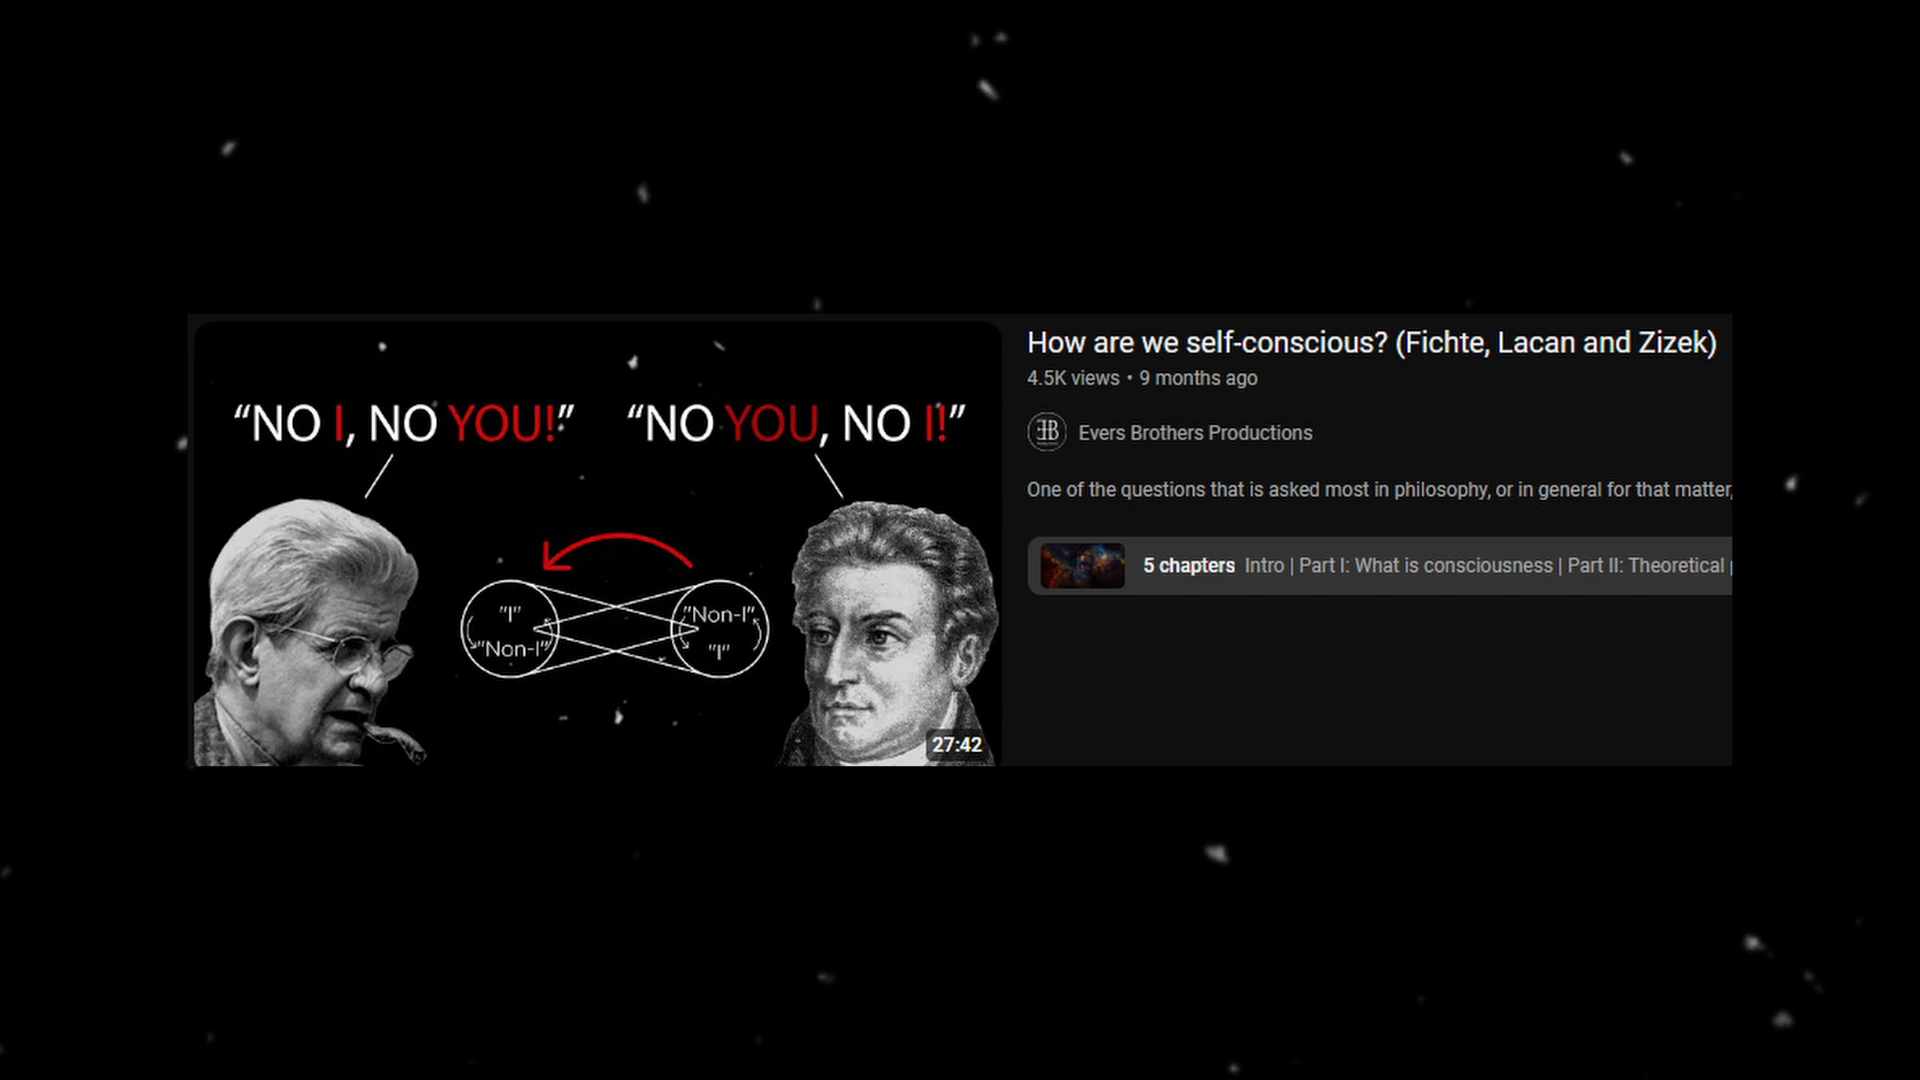 “NO I, NO YOU!” “NO YOU, NO I!”
"I"
"Non-I"
"Non-I"
"I"
27:42
How are we self-conscious? (Fichte, Lacan and Zizek)
4.5K views • 9 months ago
EB Evers Brothers Productions
One of the questions that is asked most in philosophy, or in general for that matter,
5 chapters Intro | Part I: What is consciousness | Part II: Theoretical